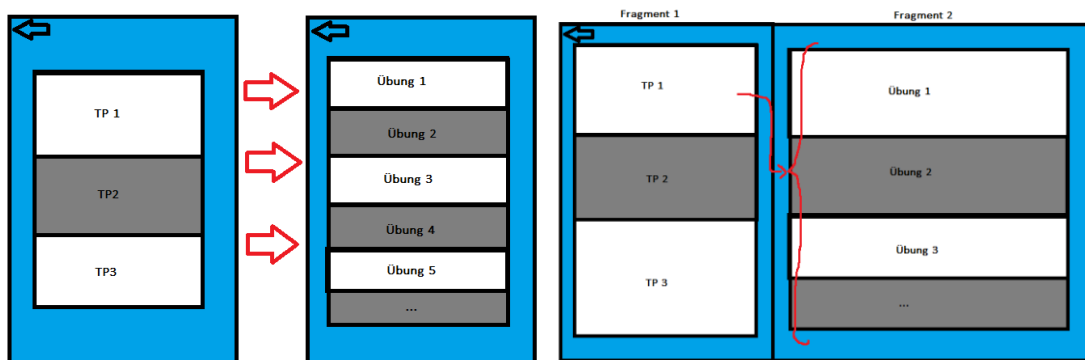 TP 1
TP2
TP3
Übung 1
Übung 2
Übung 3
Übung 4
Übung 5
...
Fragment 1
TP 1
TP 2
TP 3
Fragment 2
Übung 1
Übung 2
Übung 3
...